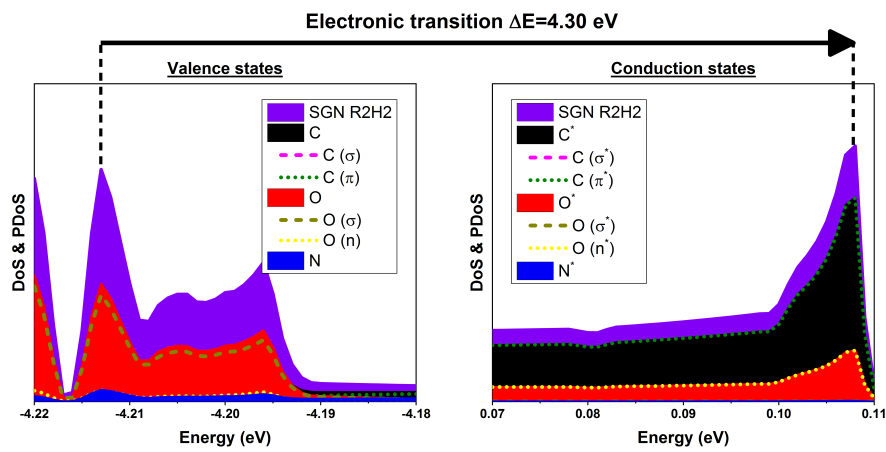 Electronic transition ΔE=4.30 eV
Valence states
Conduction states
DoS & PDoS
SGN R2H2
C
C (σ)
C (π)
O
O (σ)
O (n)
N
-4.22 -4.21 -4.20 -4.19 -4.18
Energy (eV)
DoS & PDoS
SGN R2H2
C*
C (σ*)
C (π*)
O*
O (σ*)
O (n*)
N*
0.07 0.08 0.09 0.10 0.11
Energy (eV)